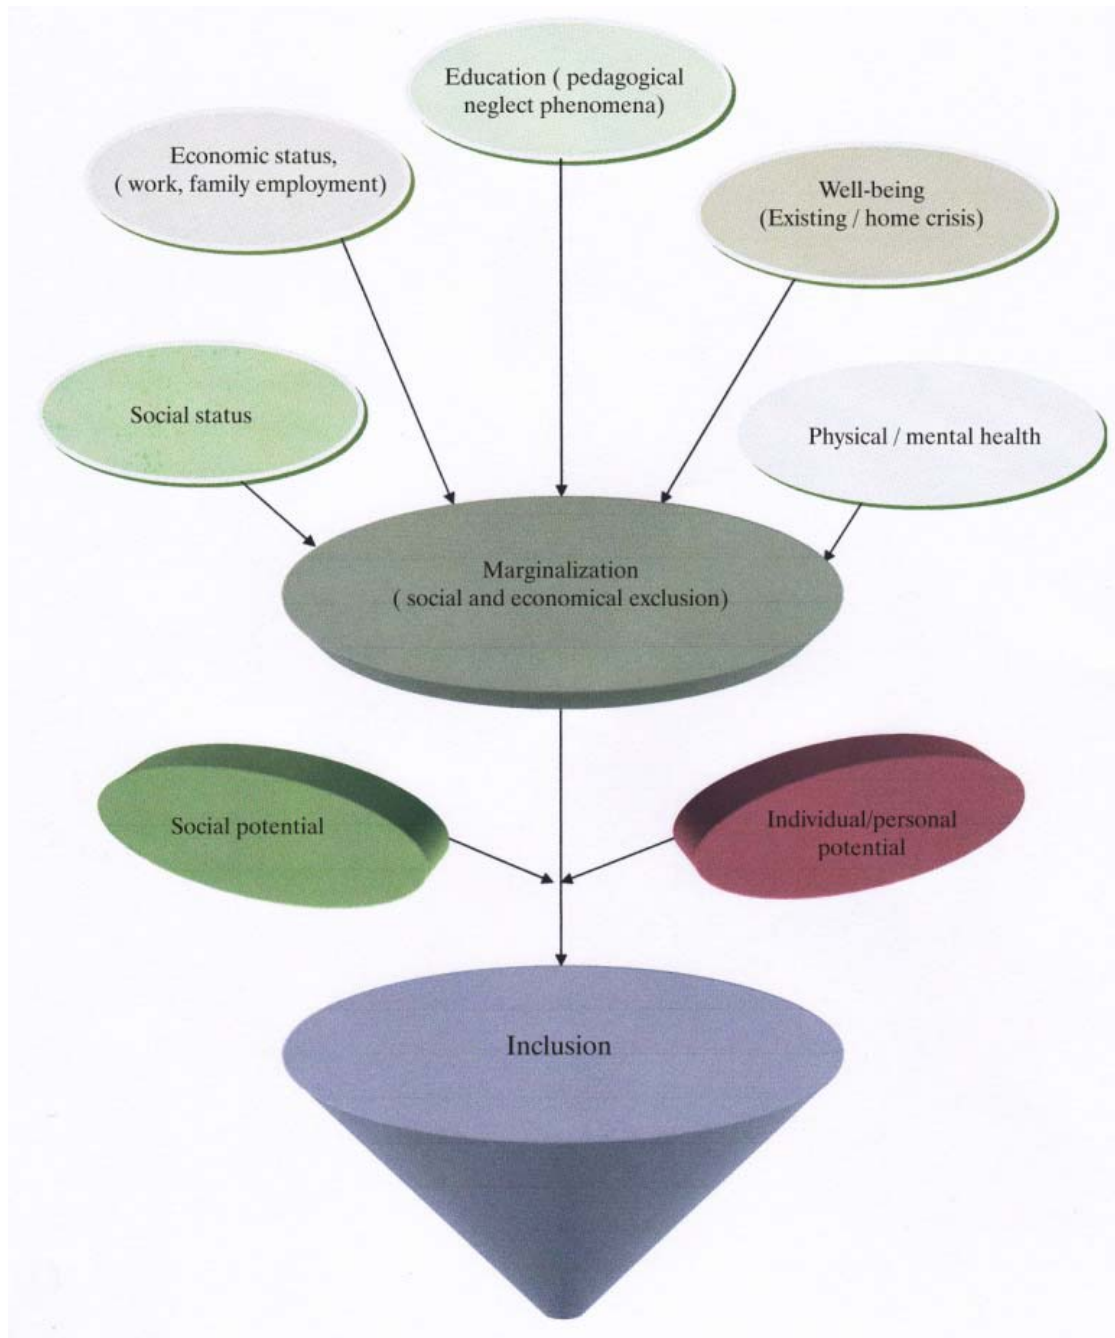 Education ( pedagogical
neglect phenomena)
Economic status,
( work, family employment)
Well-being
(Existing / home crisis)
Social status
Physical / mental health
Marginalization
( social and economical exclusion)
Social potential
Individual/personal
potential
Inclusion